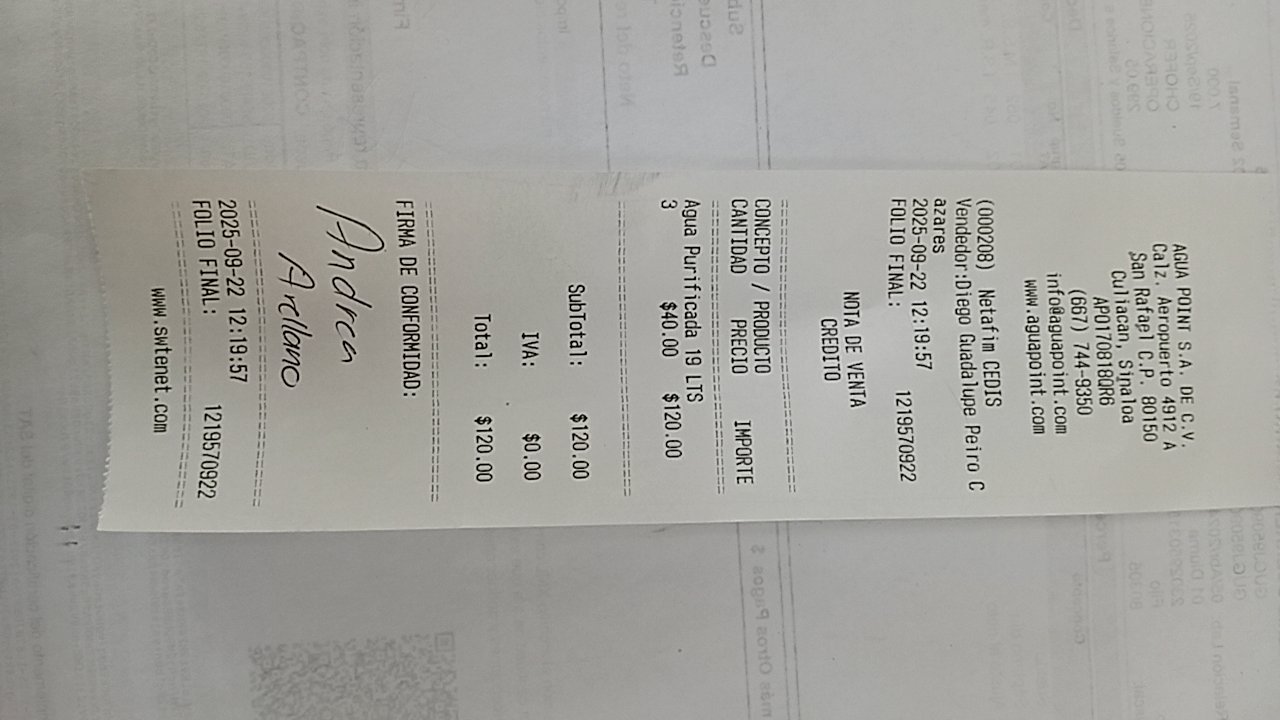 AGUA POINT S.A. DE C.V.
Calz. Aeropuerto 4912 A
San Rafael C.P. 80150
Culiacan, Sinaloa
APO170818QR6
(667) 744-9350
info@aguapoint.com
www.aguapoint.com
(000208) Netafim CEDIS
Vendedor:Diego Guadalupe Peiro C
azares
2025-09-22 12:19:57
FOLIO FINAL: 1219570922
NOTA DE VENTA
CREDITO
CONCEPTO / PRODUCTO
CANTIDAD PRECIO IMPORTE
Agua Purificada 19 LTS
3 $40.00 $120.00
SubTotal: $120.00
IVA: $0.00
Total: $120.00
FIRMA DE CONFORMIDAD:
Andrea
Arellano
2025-09-22 12:19:57
FOLIO FINAL: 1219570922
www.swtenet.com